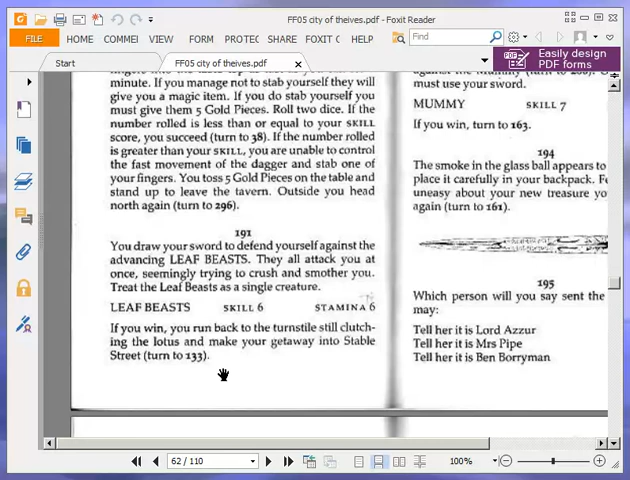 FF05 city of theives.pdf - Foxit Reader
FILE HOME COMMEI VIEW FORM PROTEC SHARE FOXIT C HELP Find
Start FF05 city of theives.pdf
Easily design
PDF forms
minute. If you manage not to stab yourself they will
give you a magic item. If you do stab yourself you
must give them 5 Gold Pieces. Roll two dice. If the
number rolled is less than or equal to your SKILL
score, you succeed (turn to 38). If the number rolled
is greater than your SKILL, you are unable to control
the fast movement of the dagger and stab one of
your fingers. You toss 5 Gold Pieces on the table and
stand up to leave the tavern. Outside you head
north again (turn to 296).
191
You draw your sword to defend yourself against the
advancing LEAF BEASTS. They all attack you at
once, seemingly trying to crush and smother you.
Treat the Leaf Beasts as a single creature.
LEAF BEASTS SKILL 6 STAMINA 6
If you win, you run back to the turnstile still clutch-
ing the lotus and make your getaway into Stable
Street (turn to 133).
must use your sword.
MUMMY SKILL 7
If you win, turn to 163.
194
The smoke in the glass ball appears to
place it carefully in your backpack. Fe
uneasy about your new treasure yo
again (turn to 161).
195
Which person will you say sent the
may:
Tell her it is Lord Azzur
Tell her it is Mrs Pipe
Tell her it is Ben Borryman
62 / 110
100%